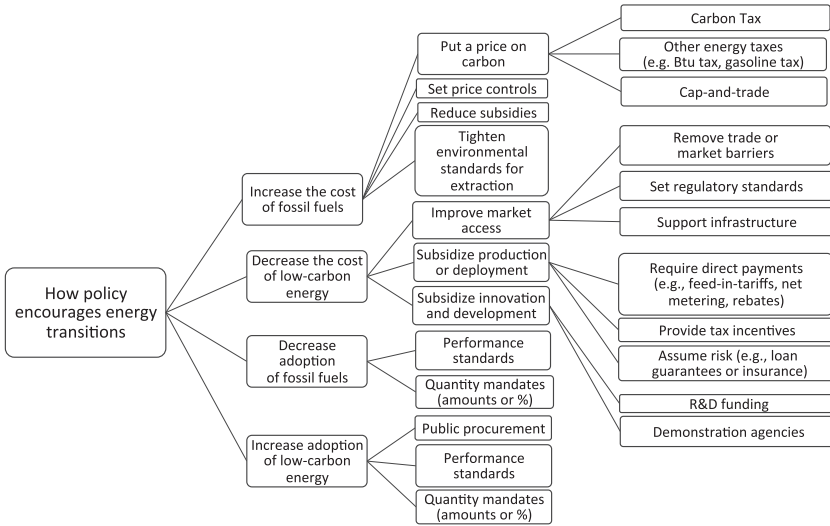 How policy
encourages energy
transitions
Increase the cost
of fossil fuels
Decrease the cost
of low-carbon
energy
Decrease
adoption
of fossil fuels
Increase adoption
of low-carbon
energy
Put a price on
carbon
Set price controls
Reduce subsidies
Tighten
environmental
standards for
extraction
Improve market
access
Subsidize production
or deployment
Subsidize innovation
and development
Performance
standards
Quantity mandates
(amounts or %)
Public procurement
Performance
standards
Quantity mandates
(amounts or %)
Carbon Tax
Other energy taxes
(e.g. Btu tax, gasoline tax)
Cap-and-trade
Remove trade or
market barriers
Set regulatory standards
Support infrastructure
Require direct payments
(e.g., feed-in-tariffs, net
metering, rebates)
Provide tax incentives
Assume risk (e.g., loan
guarantees or insurance)
R&D funding
Demonstration agencies